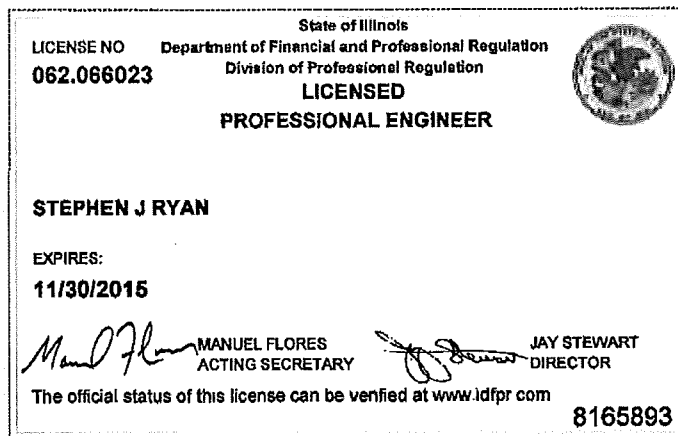 State of Illinois
LICENSE NO Department of Financial and Professional Regulation
062.066023 Division of Professional Regulation
LICENSED
PROFESSIONAL ENGINEER
STEPHEN J RYAN
EXPIRES:
11/30/2015
MANUEL FLORES
ACTING SECRETARY
JAY STEWART
DIRECTOR
The official status of this license can be verified at www.idfpr com
8165893